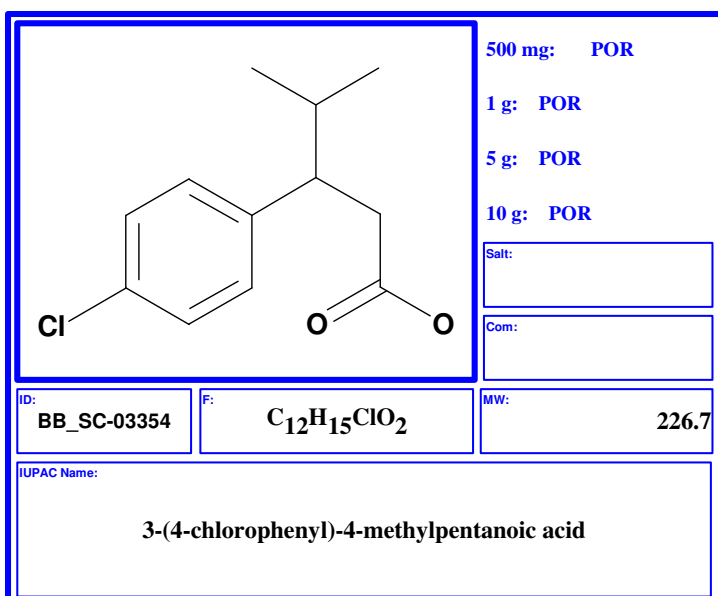 500 mg: POR
1 g: POR
5 g: POR
10 g: POR
Cl
O
O
Salt:
Com:
ID:
BB_SC-03354
F:
C12H15ClO2
MW:
226.7
IUPAC Name:
3-(4-chlorophenyl)-4-methylpentanoic acid